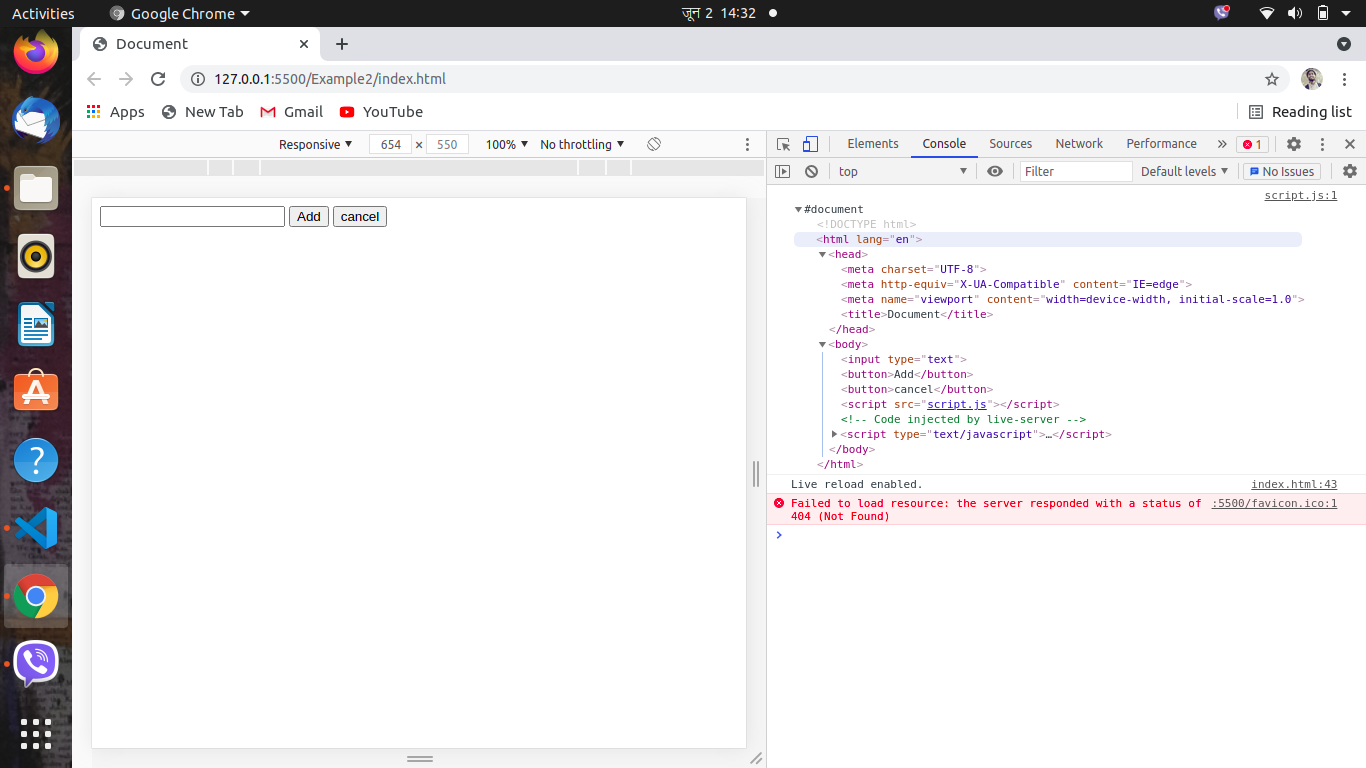 Activities Google Chrome जून 2 14:32
Document
127.0.0.1:5500/Example2/index.html
Apps New Tab Gmail YouTube Reading list
Responsive 654 × 550 100% No throttling
Elements Console Sources Network Performance » 1
top Filter Default levels No Issues
Add cancel
script.js:1
#document
<!DOCTYPE html>
<html lang="en">
<head>
<meta charset="UTF-8">
<meta http-equiv="X-UA-Compatible" content="IE=edge">
<meta name="viewport" content="width=device-width, initial-scale=1.0">
<title>Document</title>
</head>
<body>
<input type="text">
<button>Add</button>
<button>cancel</button>
<script src="script.js"></script>
<!-- Code injected by live-server -->
<script type="text/javascript">…</script>
</body>
</html>
Live reload enabled. index.html:43
Failed to load resource: the server responded with a status of :5500/favicon.ico:1
404 (Not Found)